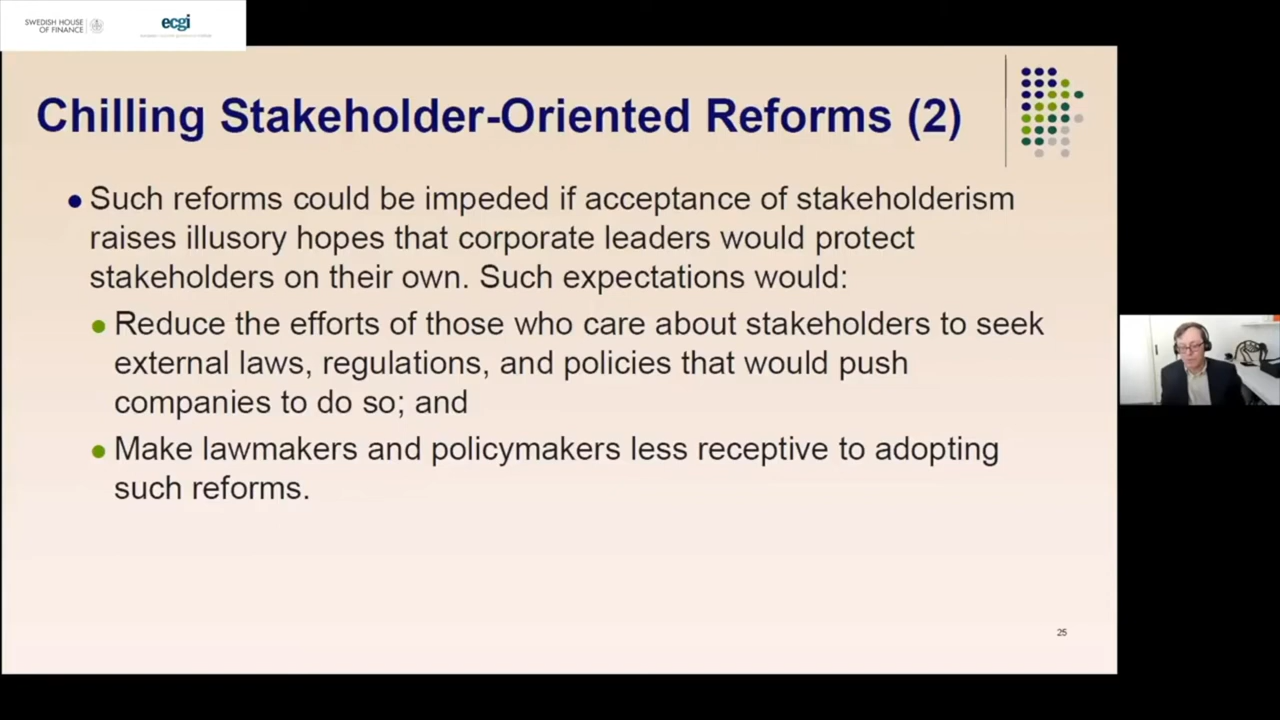 SWEDISH HOUSE
OF FINANCE
ecgi
Chilling Stakeholder-Oriented Reforms (2)
Such reforms could be impeded if acceptance of stakeholderism
raises illusory hopes that corporate leaders would protect
stakeholders on their own. Such expectations would:
Reduce the efforts of those who care about stakeholders to seek
external laws, regulations, and policies that would push
companies to do so; and
Make lawmakers and policymakers less receptive to adopting
such reforms.
25